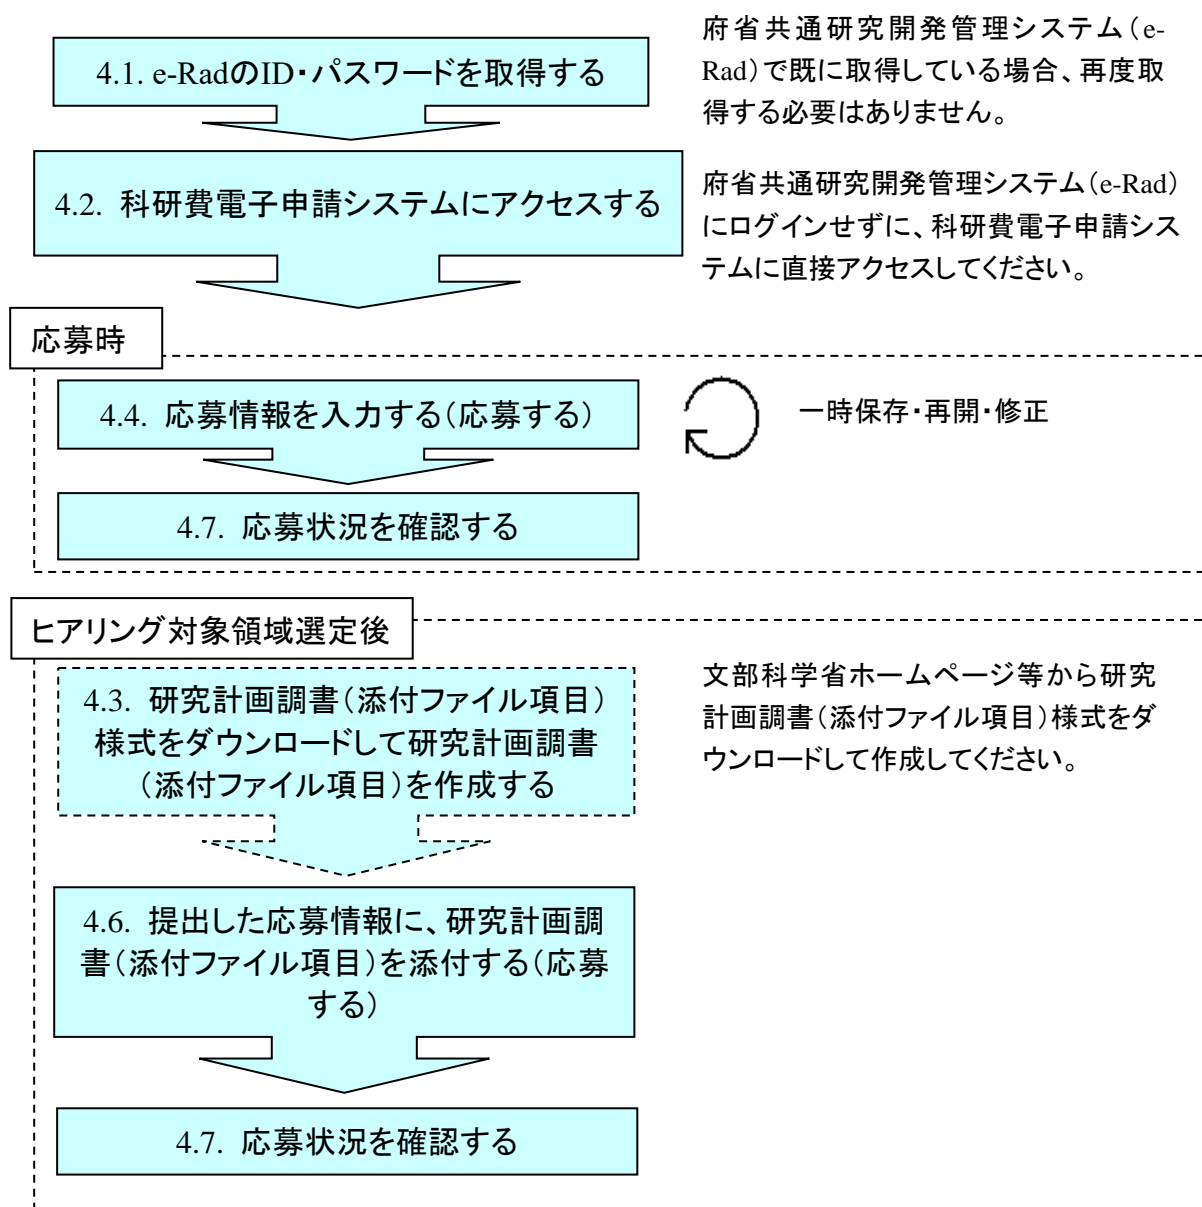 4.1. e-RadのID・パスワードを取得する
府省共通研究開発管理システム（e-
Rad）で既に取得している場合、再度取
得する必要はありません。
4.2. 科研費電子申請システムにアクセスする
府省共通研究開発管理システム（e-Rad）
にログインせずに、科研費電子申請シス
テムに直接アクセスしてください。
応募時
4.4. 応募情報を入力する（応募する）
一時保存・再開・修正
4.7. 応募状況を確認する
ヒアリング対象領域選定後
4.3. 研究計画調書（添付ファイル項目）
様式をダウンロードして研究計画調書
（添付ファイル項目）を作成する
文部科学省ホームページ等から研究
計画調書（添付ファイル項目）様式をダ
ウンロードして作成してください。
4.6. 提出した応募情報に、研究計画調
書（添付ファイル項目）を添付する（応募
する）
4.7. 応募状況を確認する